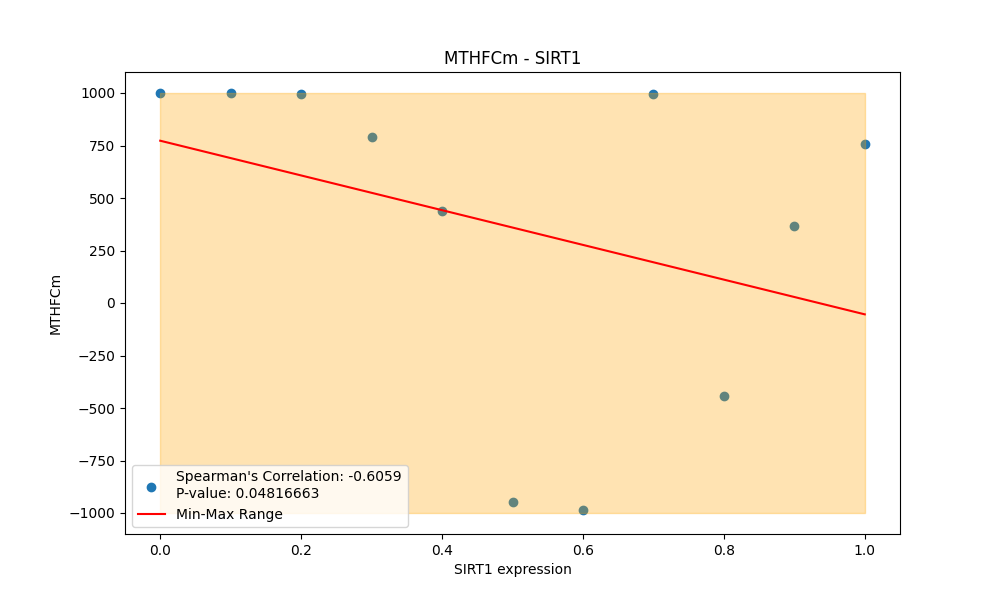 MTHFCm - SIRT1
MTHFCm
1000
750
500
250
0
−250
−500
−750
−1000
Spearman's Correlation: -0.6059
P-value: 0.04816663
Min-Max Range
0.0 0.2 0.4 0.6 0.8 1.0
SIRT1 expression